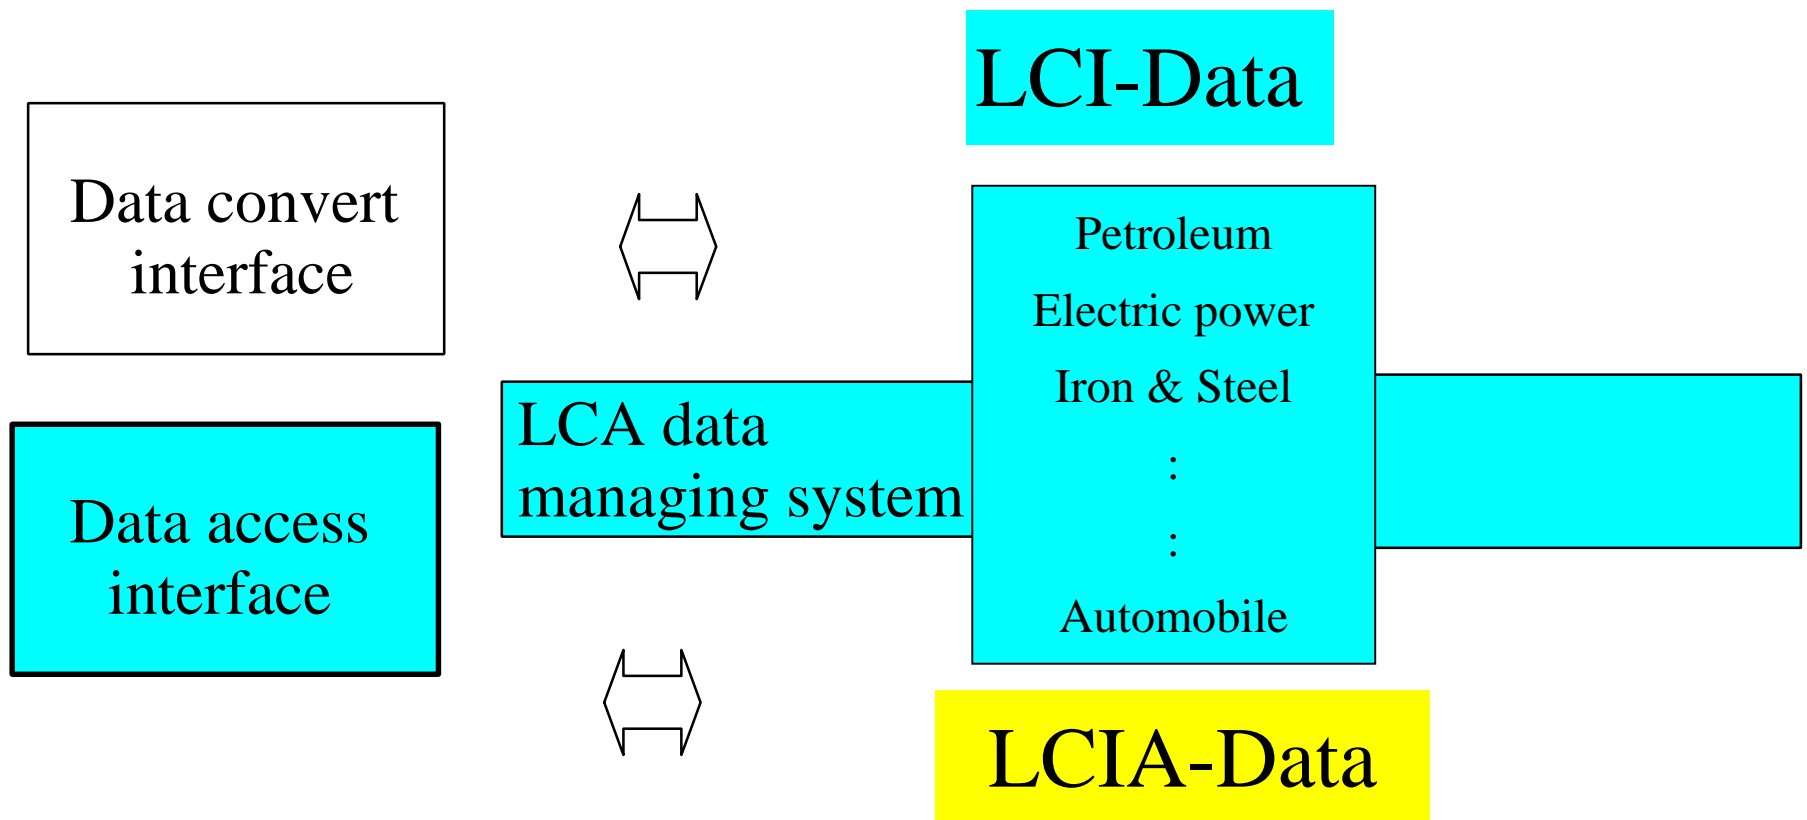 LCI-Data
Data convert
interface
Petroleum
Electric power
Iron & Steel
:
:
Automobile
LCA data
managing system
Data access
interface
LCIA-Data